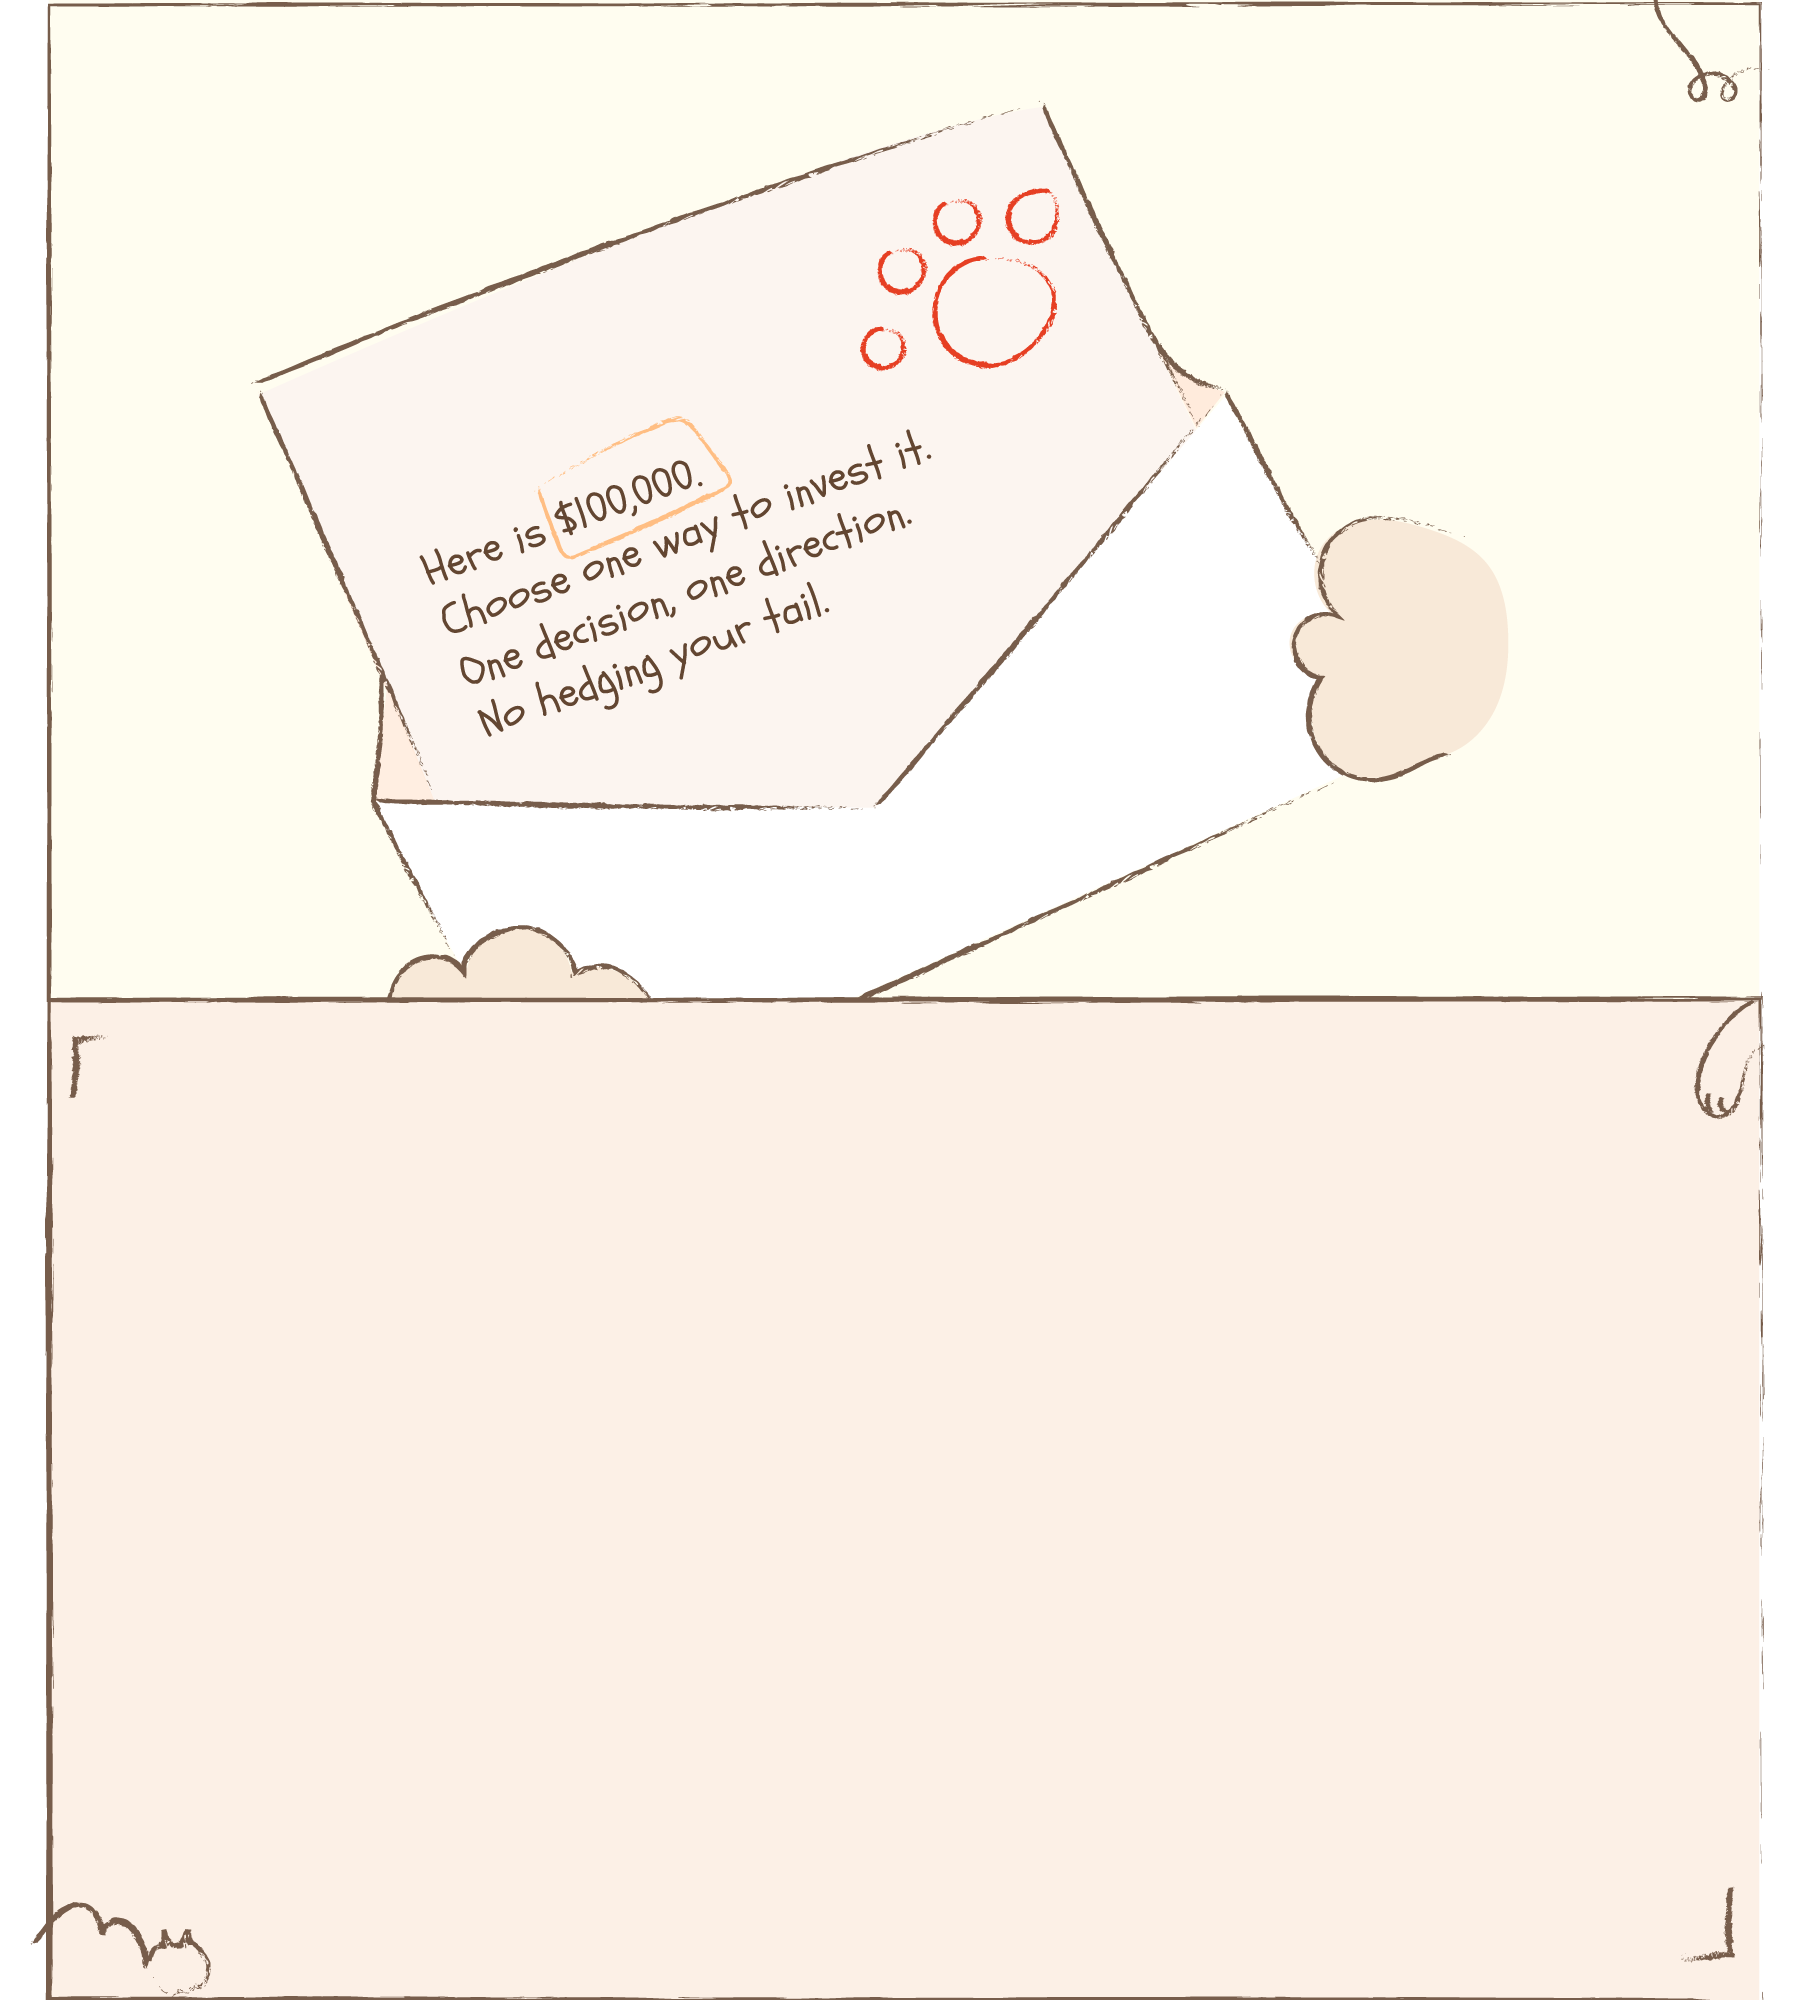 Here is $100,000.
Choose one way to invest it.
One decision, one direction.
No hedging your tail.